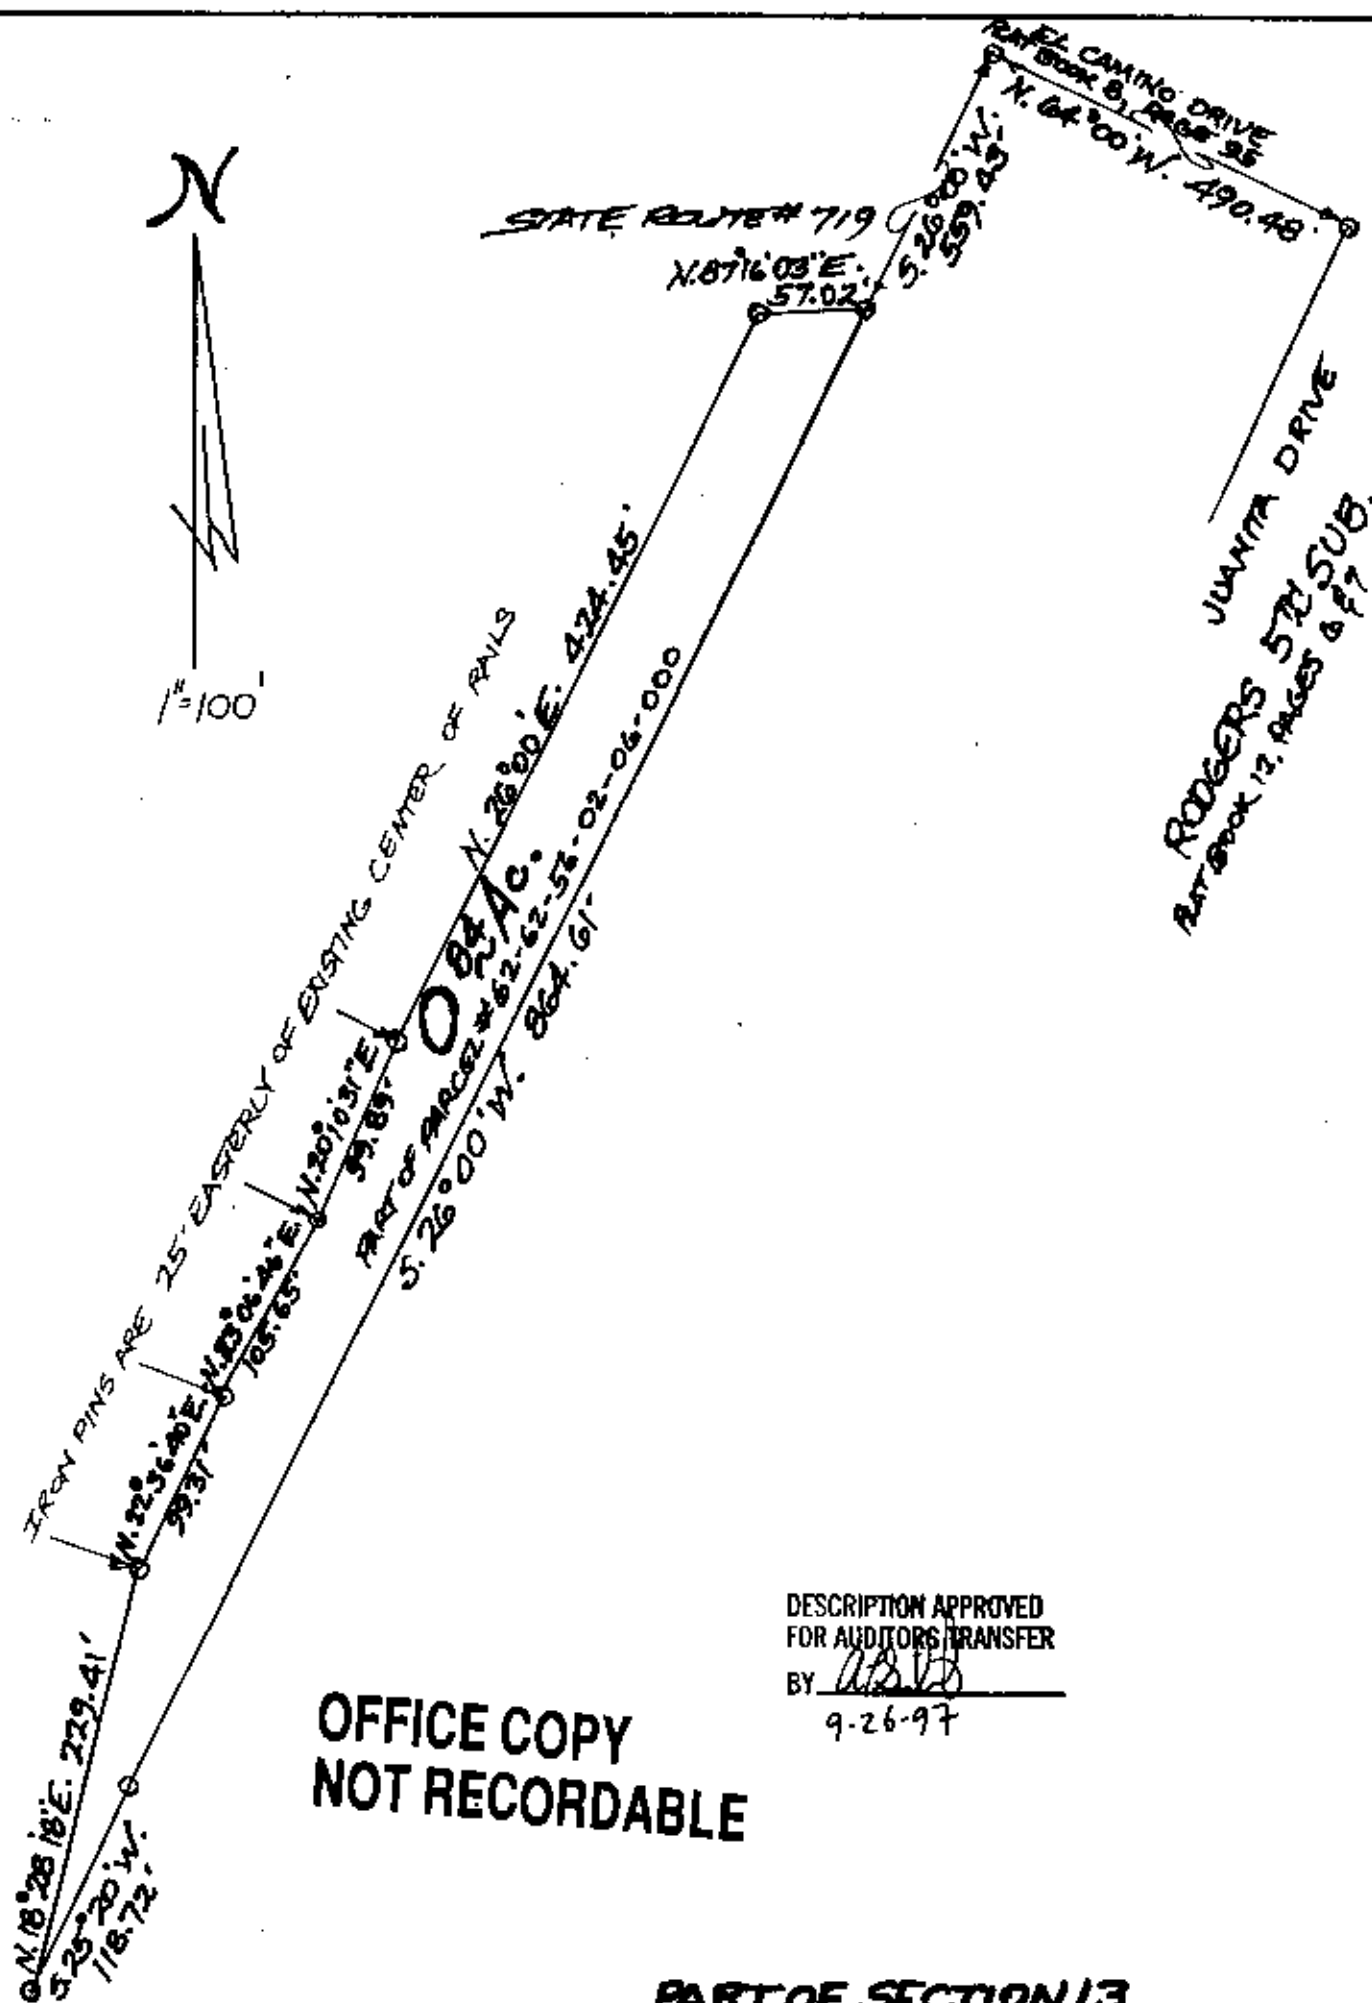 EL CAMINO DRIVE
PLAT BOOK 8, PAGE 95
N. 64°00'W. 490.48'
N
STATE ROUTE # 719
S. 26°00'W.
559.43'
N.87°16'03"E.
57.02'
1"=100'
JUANITA DRIVE
RODGERS 5TH SUB.
PLAT BOOK 12, PAGES 6 & 7
N. 26°00'E. 424.45'
IRON PINS ARE 25' EASTERLY OF EXISTING CENTER OF RAILS
0.84 Ac.
PART OF PARCEL # 62-62-56-02-06-000
S. 26°00'W. 864.61'
N.20°10'31"E.
99.89'
N.23°06'46"E.
105.65'
N.22°36'40"E.
99.31'
N.18°28'18"E. 229.41'
S.25°20'W.
118.72'
DESCRIPTION APPROVED
FOR AUDITORS TRANSFER
BY
9-26-97
OFFICE COPY
NOT RECORDABLE
PART OF SECTION 13